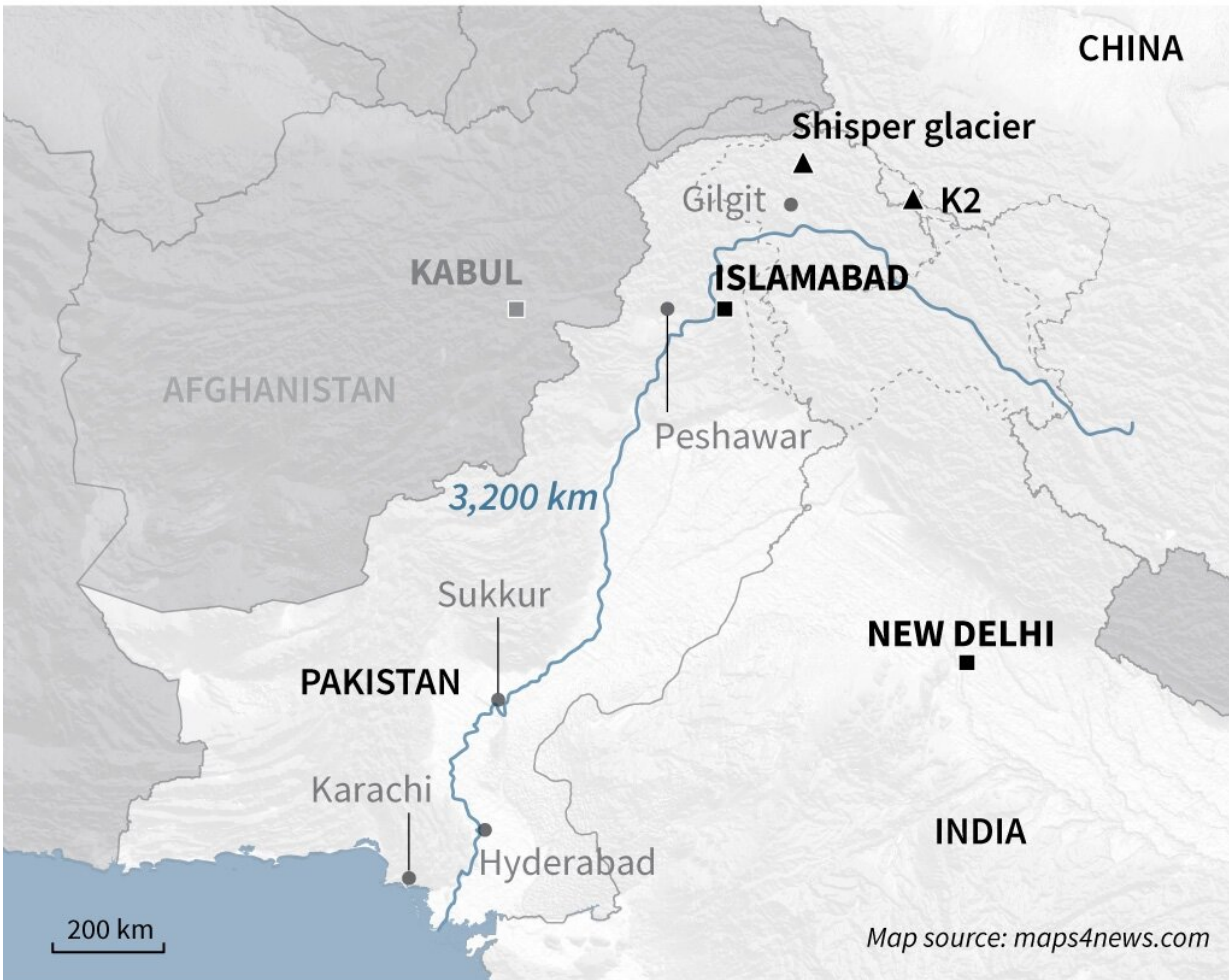 CHINA
Shisper glacier
Gilgit
K2
KABUL
ISLAMABAD
AFGHANISTAN
Peshawar
3,200 km
Sukkur
NEW DELHI
PAKISTAN
Karachi
INDIA
Hyderabad
200 km
Map source: maps4news.com